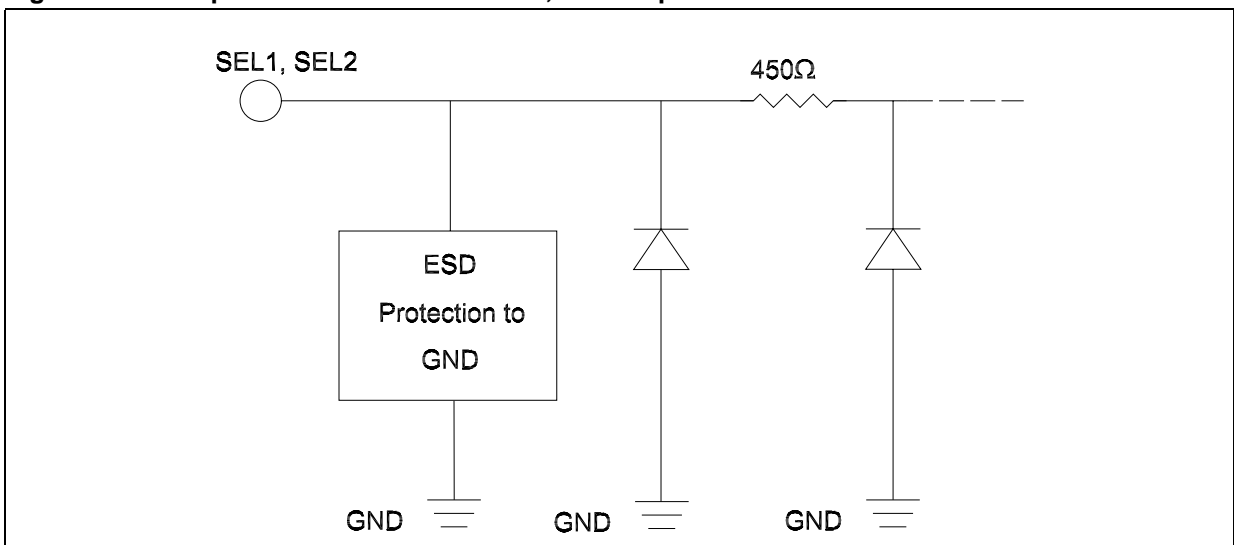 SEL1, SEL2
450Ω
ESD
Protection to
GND
GND
GND
GND